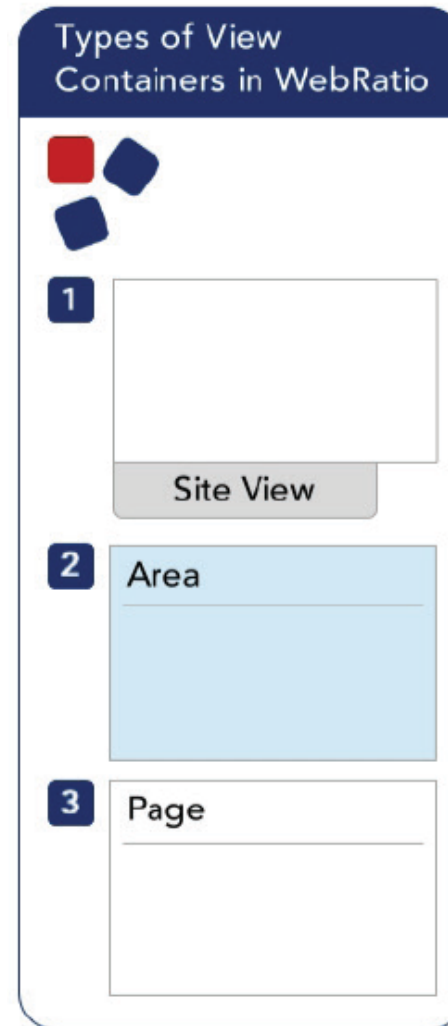 Types of View
Containers in WebRatio
1
Site View
2
Area
3
Page